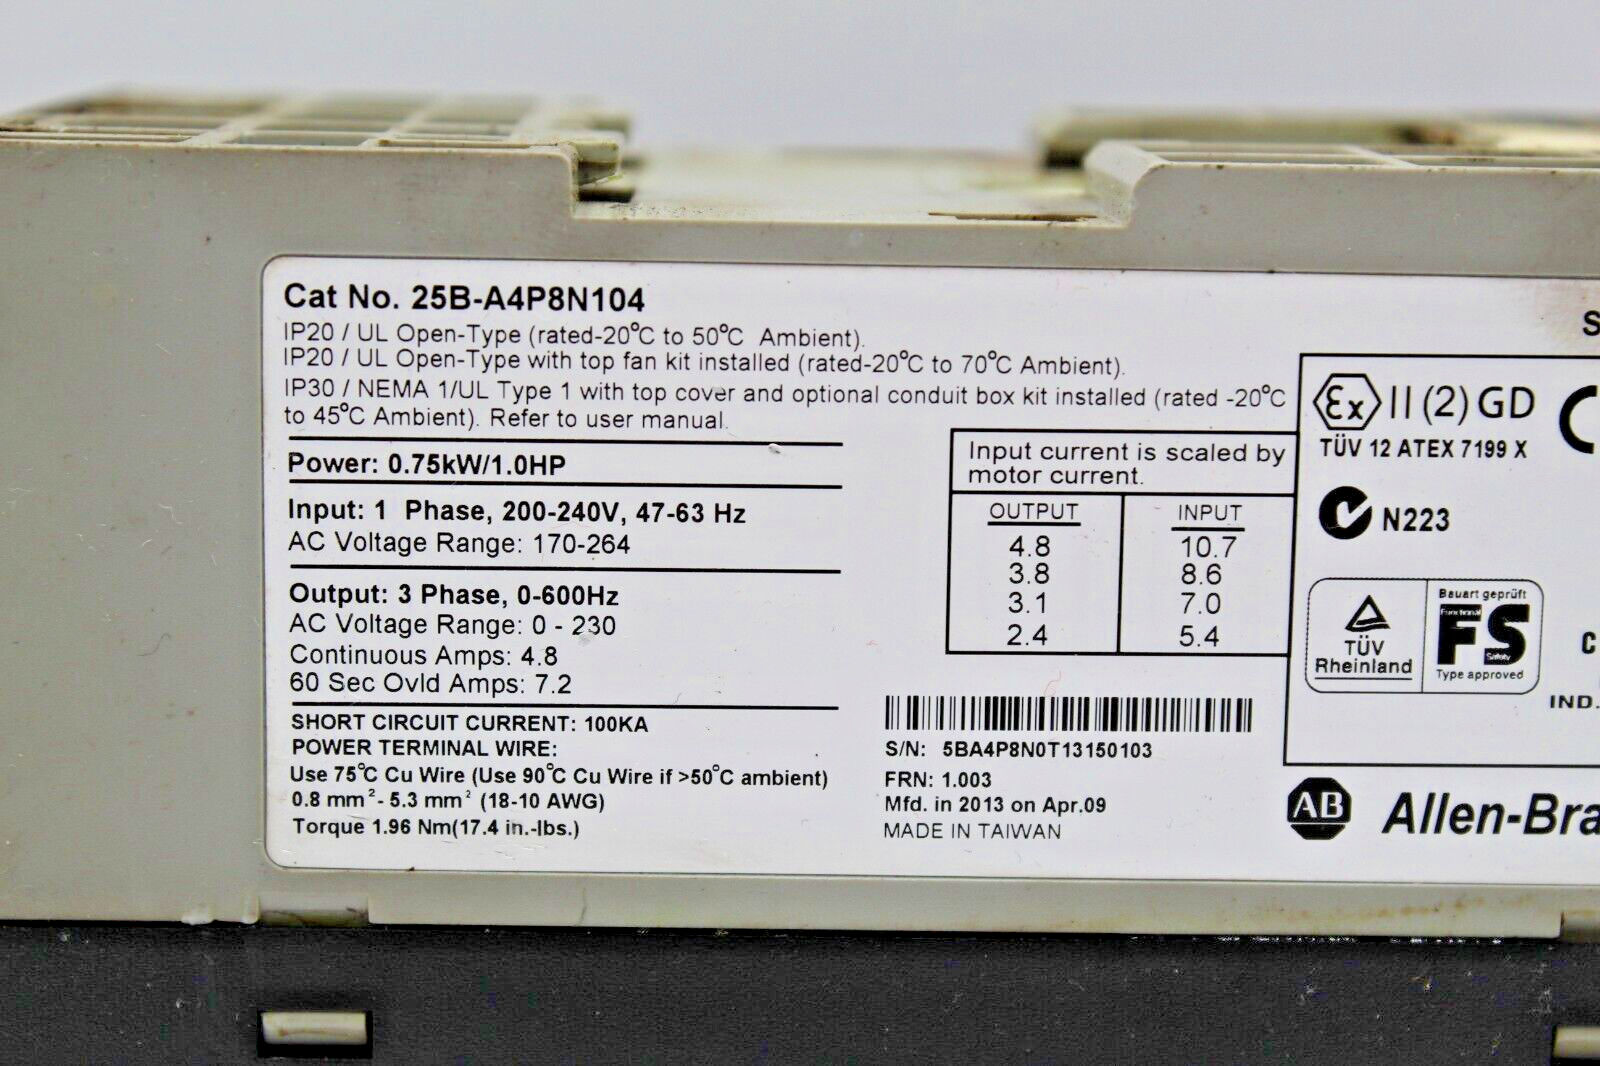 Cat No. 25B-A4P8N104
IP20 / UL Open-Type (rated-20°C to 50°C Ambient).
IP20 / UL Open-Type with top fan kit installed (rated-20°C to 70°C Ambient).
IP30 / NEMA 1/UL Type 1 with top cover and optional conduit box kit installed (rated -20°C
to 45°C Ambient). Refer to user manual.
Power: 0.75kW/1.0HP
Input: 1 Phase, 200-240V, 47-63 Hz
AC Voltage Range: 170-264
Output: 3 Phase, 0-600Hz
AC Voltage Range: 0 - 230
Continuous Amps: 4.8
60 Sec Ovld Amps: 7.2
SHORT CIRCUIT CURRENT: 100KA
POWER TERMINAL WIRE:
Use 75°C Cu Wire (Use 90°C Cu Wire if >50°C ambient)
0.8 mm² - 5.3 mm² (18-10 AWG)
Torque 1.96 Nm(17.4 in.-lbs.)
Input current is scaled by
motor current.
OUTPUT INPUT
4.8 10.7
3.8 8.6
3.1 7.0
2.4 5.4
S/N: 5BA4P8N0T13150103
FRN: 1.003
Mfd. in 2013 on Apr.09
MADE IN TAIWAN
S
Ex II (2) GD
TÜV 12 ATEX 7199 X
N223
TÜV
Rheinland
Bauart geprüft
Functional
FS
Safety
Type approved
C
IND.
AB Allen-Bra